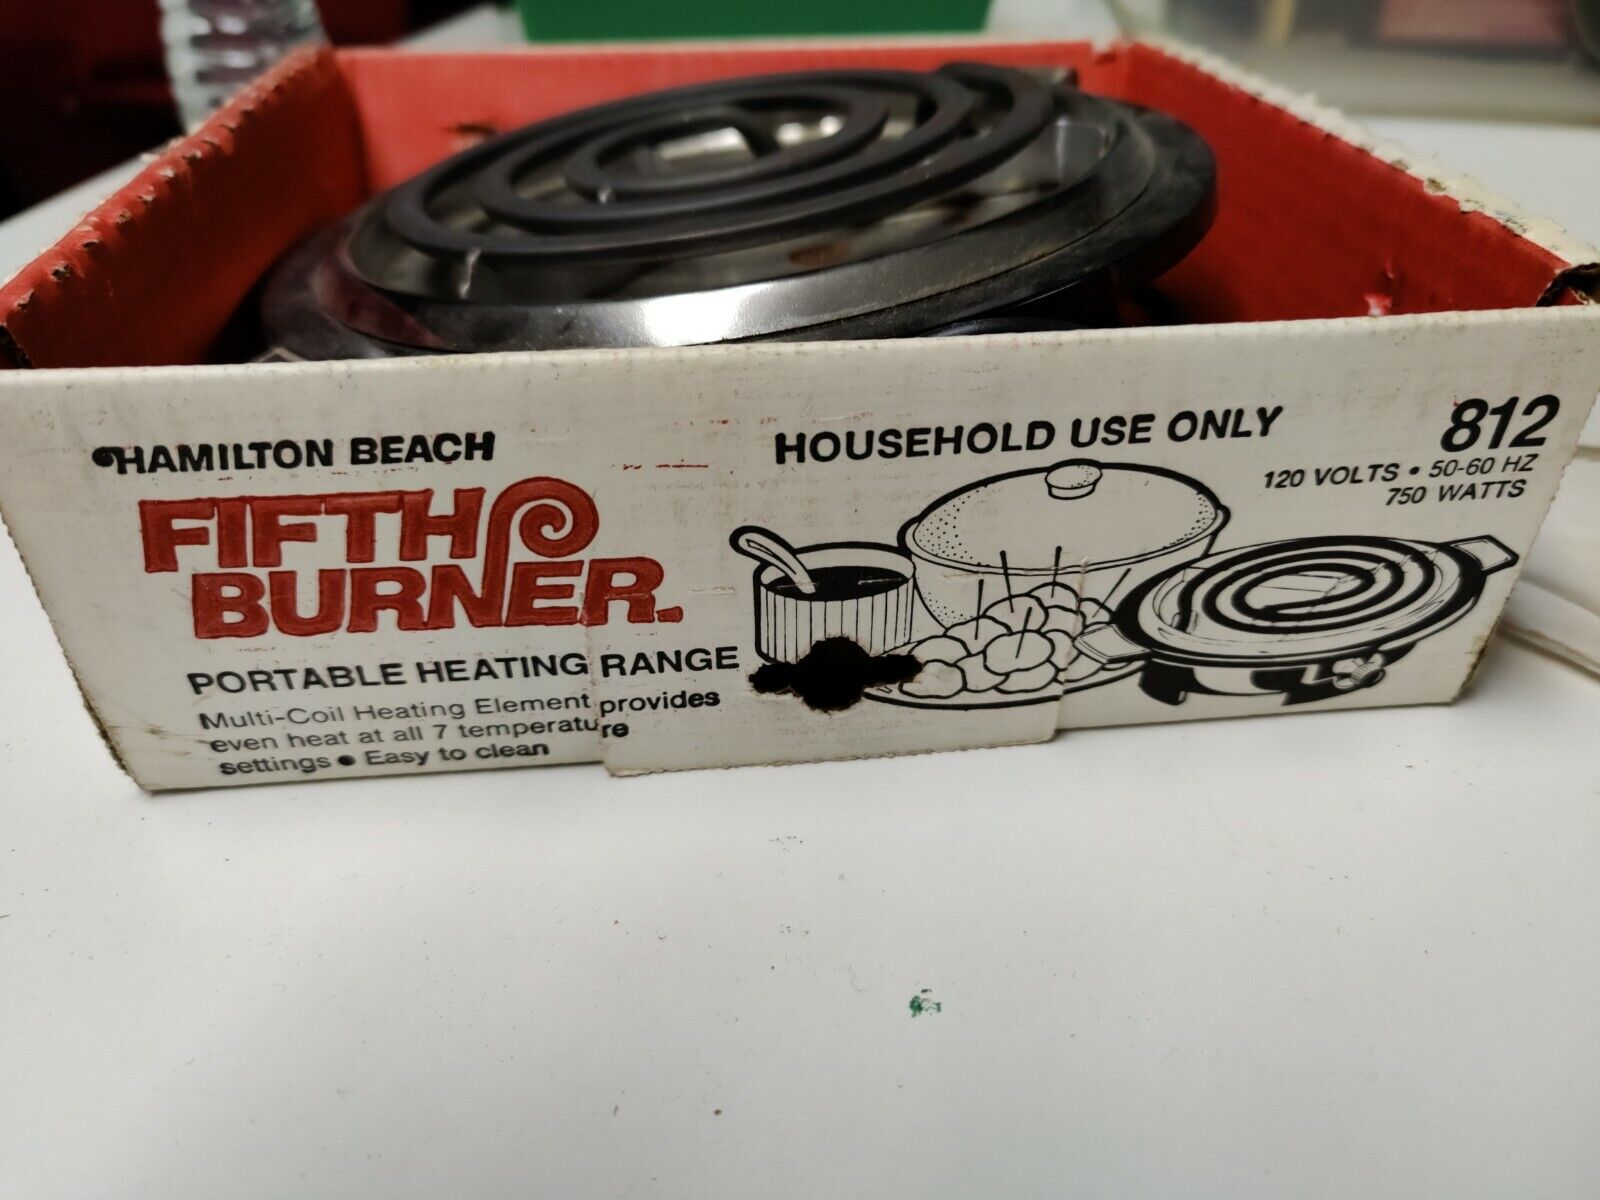 HAMILTON BEACH
FIFTH
BURNER.
PORTABLE HEATING RANGE
Multi-Coil Heating Element provides
even heat at all 7 temperature
settings • Easy to clean
HOUSEHOLD USE ONLY
812
120 VOLTS • 50-60 HZ
750 WATTS